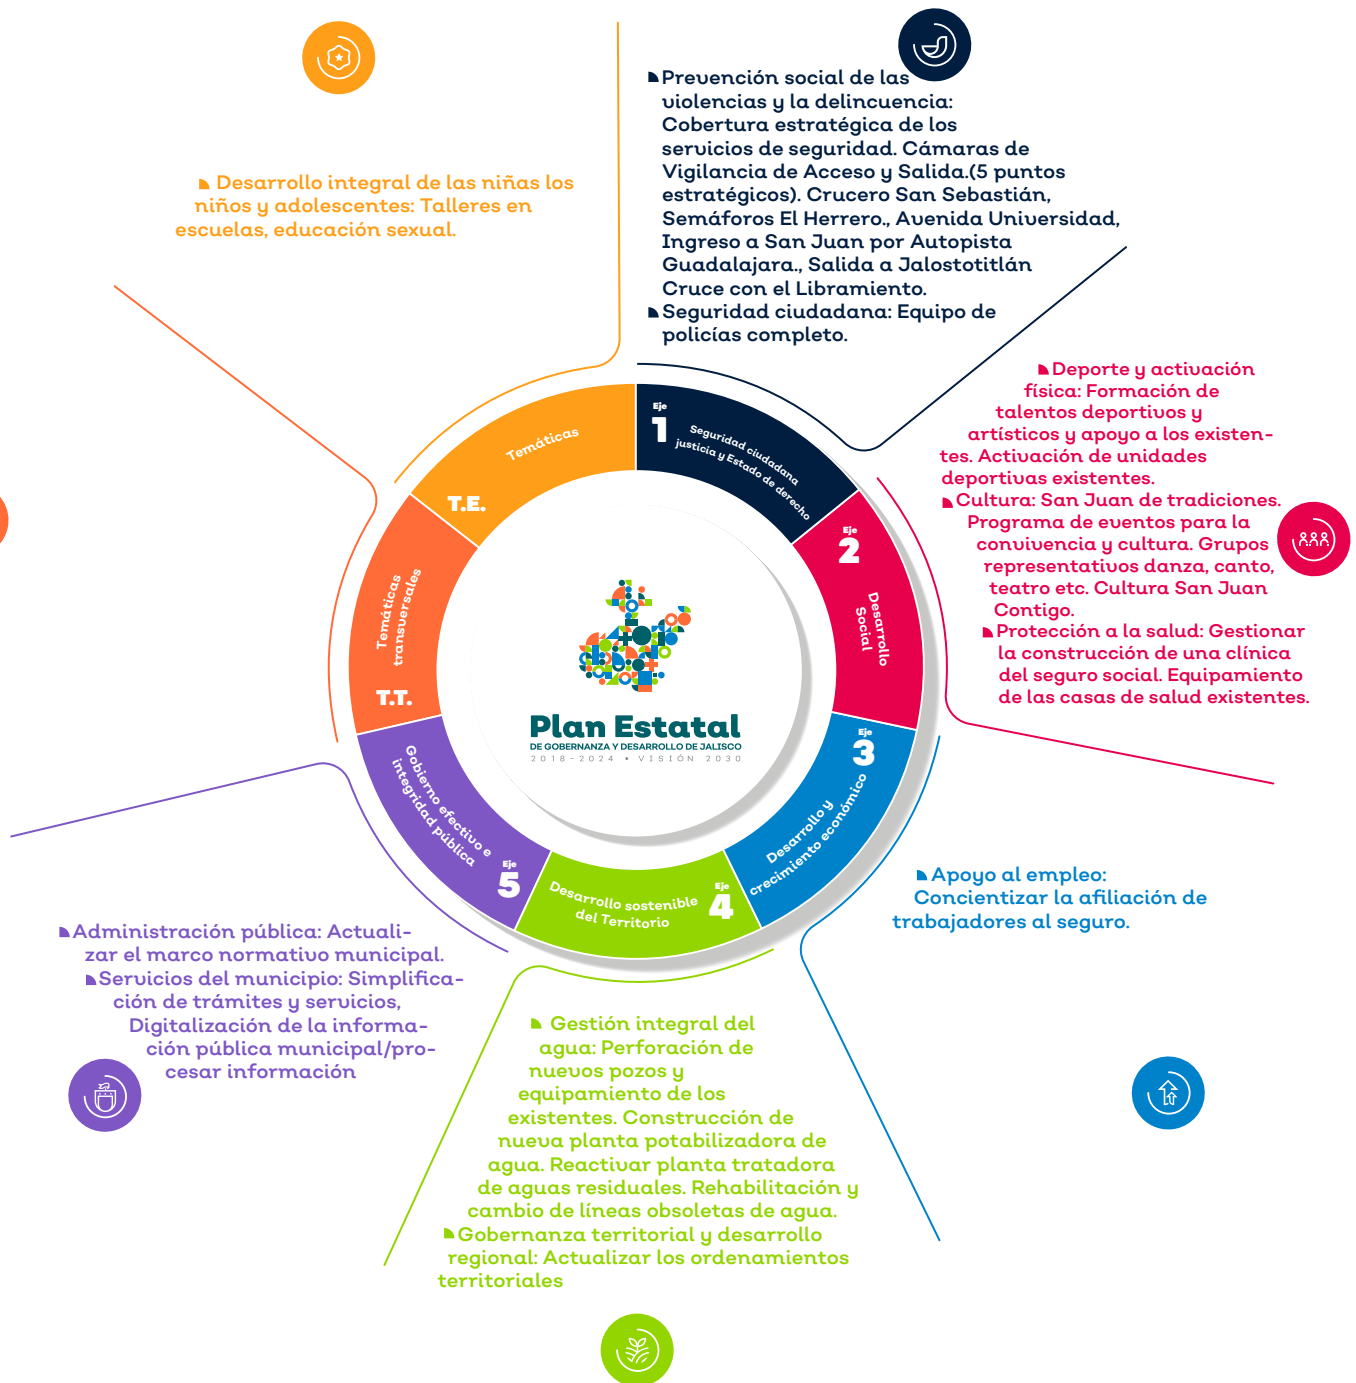 Prevención social de las
violencias y la delincuencia:
Cobertura estratégica de los
servicios de seguridad. Cámaras de
Vigilancia de Acceso y Salida.(5 puntos
estratégicos). Crucero San Sebastián,
Semáforos El Herrero., Avenida Universidad,
Ingreso a San Juan por Autopista
Guadalajara., Salida a Jalostotitlán
Cruce con el Libramiento.
Seguridad ciudadana: Equipo de
policías completo.
Desarrollo integral de las niñas los
niños y adolescentes: Talleres en
escuelas, educación sexual.
Deporte y activación
física: Formación de
talentos deportivos y
artísticos y apoyo a los existen-
tes. Activación de unidades
deportivas existentes.
Cultura: San Juan de tradiciones.
Programa de eventos para la
convivencia y cultura. Grupos
representativos danza, canto,
teatro etc. Cultura San Juan
Contigo.
Protección a la salud: Gestionar
la construcción de una clínica
del seguro social. Equipamiento
de las casas de salud existentes.
Eje
1
Seguridad ciudadana
justicia y Estado de derecho
Eje
2
Desarrollo
Social
Eje
3
Desarrollo y
crecimiento económico
Eje
4
Desarrollo sostenible
del Territorio
Eje
5
Gobierno efectivo e
integridad pública
T.T.
Temáticas
transversales
T.E.
Temáticas
Plan Estatal
DE GOBERNANZA Y DESARROLLO DE JALISCO
2018-2024 • VISIÓN 2030
Apoyo al empleo:
Concientizar la afiliación de
trabajadores al seguro.
Administración pública: Actuali-
zar el marco normativo municipal.
Servicios del municipio: Simplifica-
ción de trámites y servicios,
Digitalización de la informa-
ción pública municipal/pro-
cesar información
Gestión integral del
agua: Perforación de
nuevos pozos y
equipamiento de los
existentes. Construcción de
nueva planta potabilizadora de
agua. Reactivar planta tratadora
de aguas residuales. Rehabilitación y
cambio de líneas obsoletas de agua.
Gobernanza territorial y desarrollo
regional: Actualizar los ordenamientos
territoriales